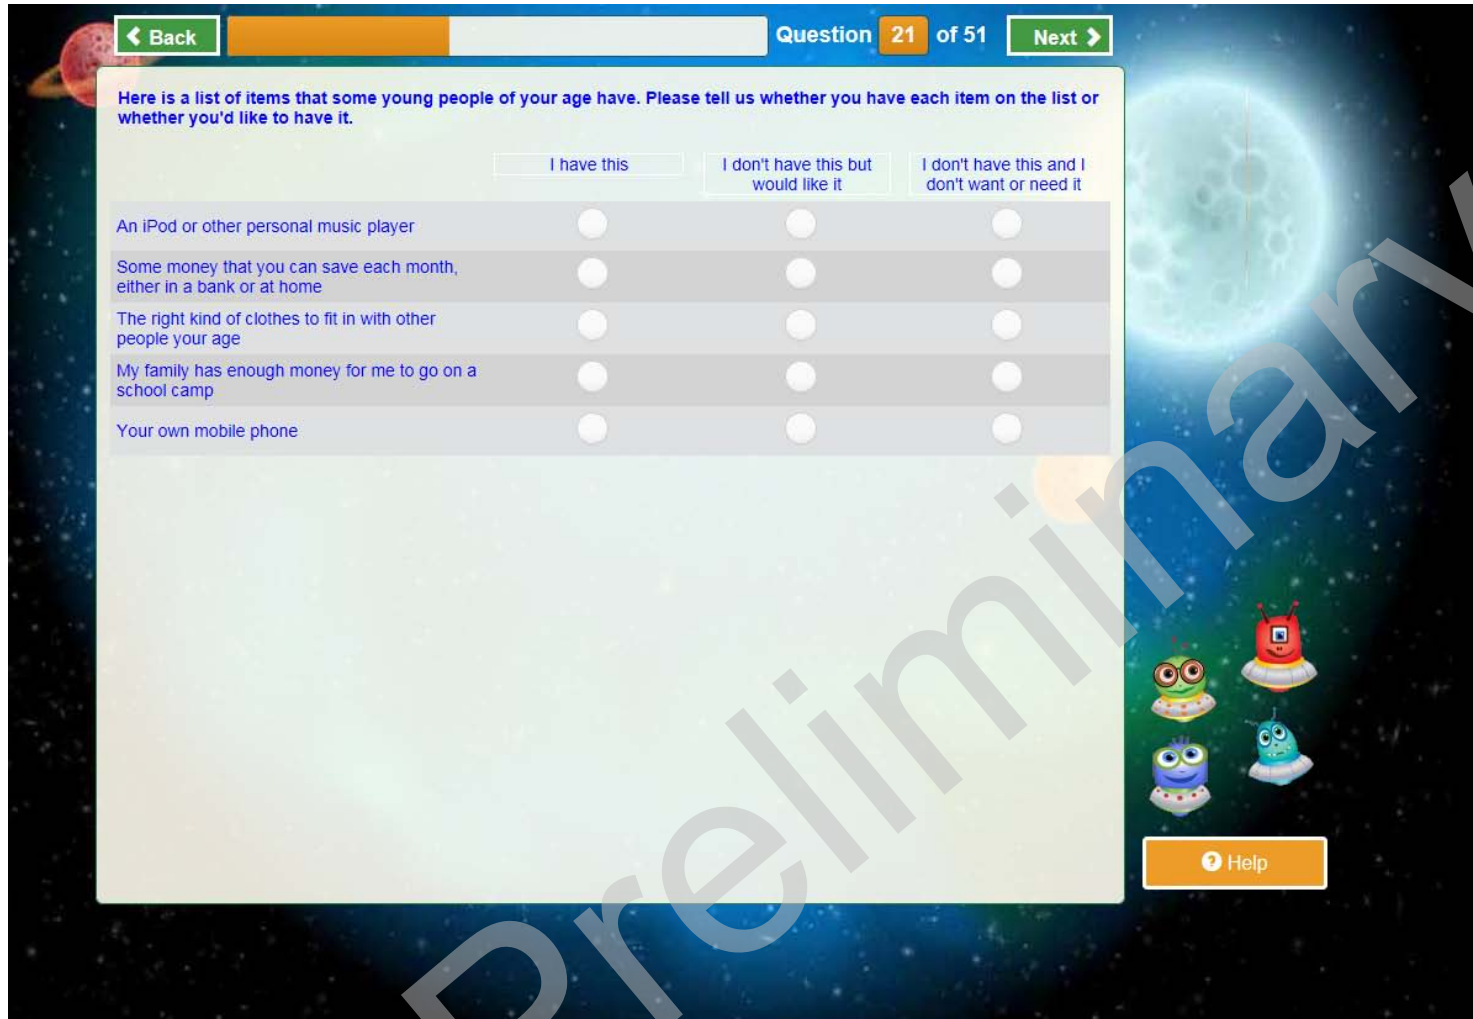 Back
Question 21 of 51
Next
Here is a list of items that some young people of your age have. Please tell us whether you have each item on the list or
whether you'd like to have it.
I have this
I don't have this but
would like it
I don't have this and I
don't want or need it
An iPod or other personal music player
Some money that you can save each month,
either in a bank or at home
The right kind of clothes to fit in with other
people your age
My family has enough money for me to go on a
school camp
Your own mobile phone
? Help
Preliminary